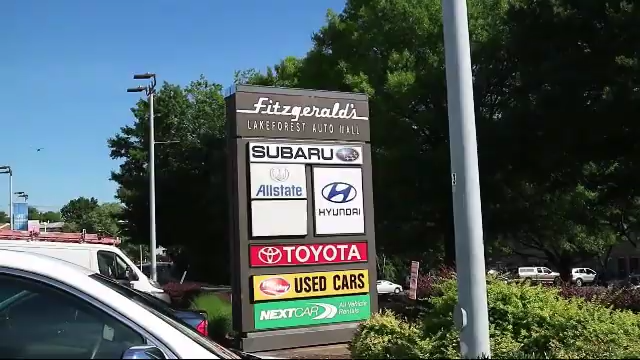 Fitzgerald's
LAKEFOREST AUTO MALL
SUBARU
Allstate
HYUNDAI
TOYOTA
USED CARS
NEXTCAR All Vehicle
Rentals